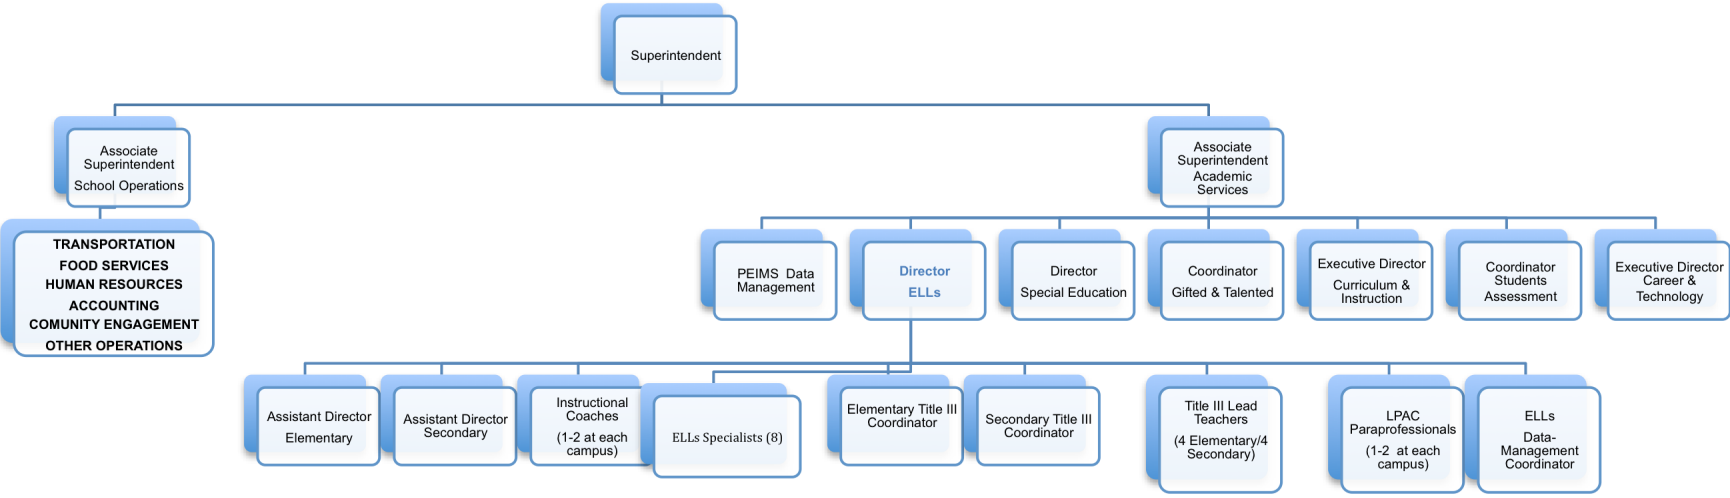 Superintendent
Associate
Superintendent
School Operations
Associate
Superintendent
Academic
Services
TRANSPORTATION
FOOD SERVICES
HUMAN RESOURCES
ACCOUNTING
COMUNITY ENGAGEMENT
OTHER OPERATIONS
PEIMS Data
Management
Director
ELLs
Director
Special Education
Coordinator
Gifted & Talented
Executive Director
Curriculum &
Instruction
Coordinator
Students
Assessment
Executive Director
Career &
Technology
Assistant Director
Elementary
Assistant Director
Secondary
Instructional
Coaches
(1-2 at each
campus)
ELLs Specialists (8)
Elementary Title III
Coordinator
Secondary Title III
Coordinator
Title III Lead
Teachers
(4 Elementary/4
Secondary)
LPAC
Paraprofessionals
(1-2 at each
campus)
ELLs
Data-
Management
Coordinator